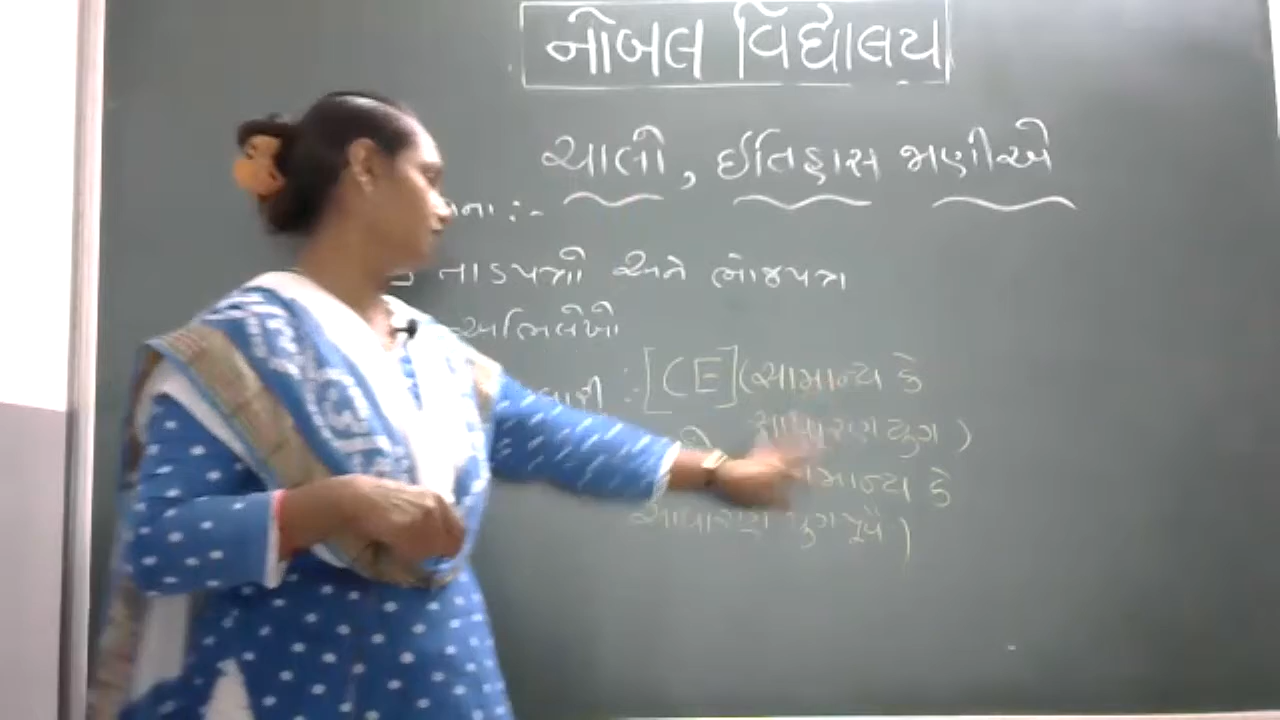 નોબલ વિદ્યાલય
ચાલો, ઈતિહાસ જાણીએ
:-
તાડપત્રો અને ભોજપત્ર
અભિલેખો
:- [CE] (સામાન્ય કે
સાધારણ યુગ)
સામાન્ય કે
સાધારણ યુગ પૂર્વે)